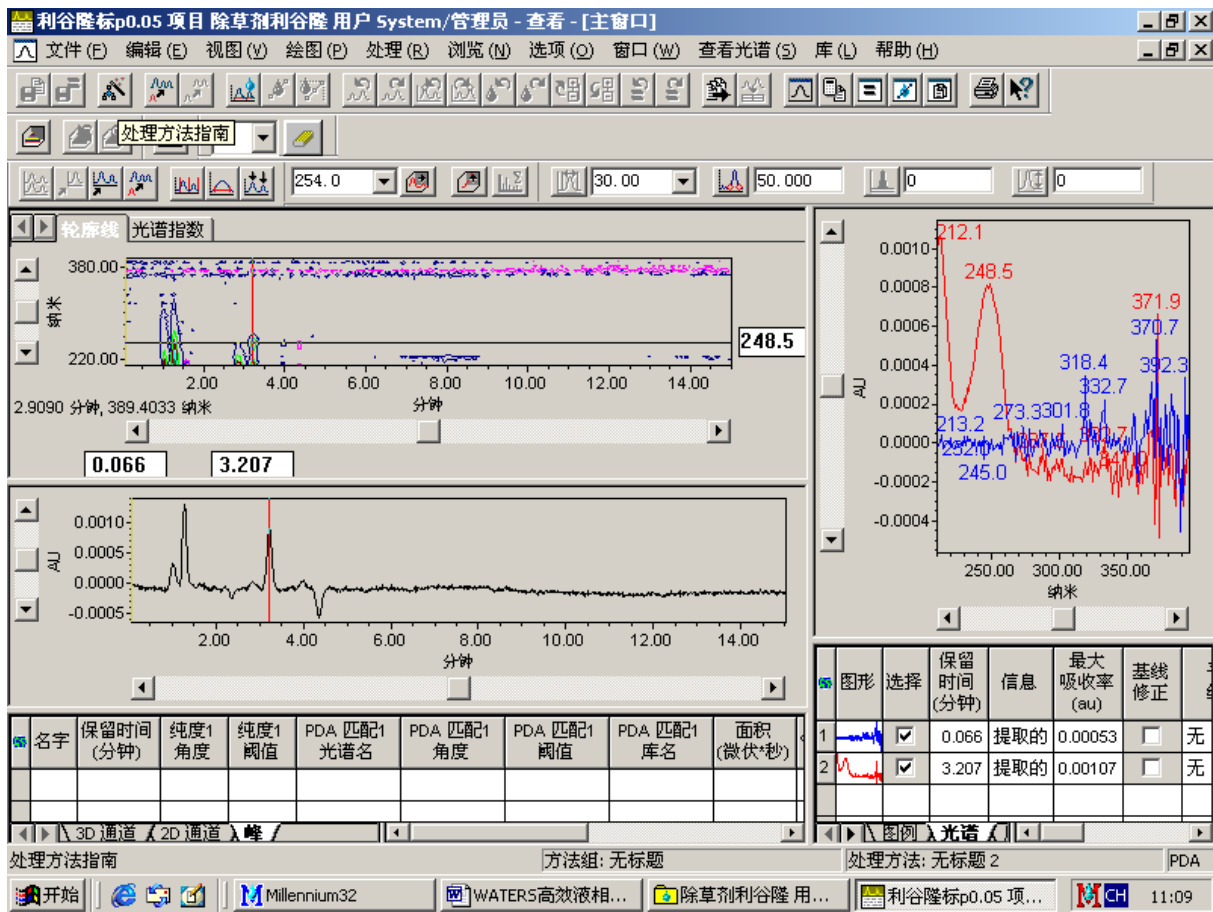 利谷隆标p0.05 项目 除草剂利谷隆 用户 System/管理员 - 查看 - [主窗口]
文件(F) 编辑(E) 视图(V) 绘图(P) 处理(R) 浏览(N) 选项(O) 窗口(W) 查看光谱(S) 库(L) 帮助(H)
处理方法指南
254.0 30.00 50.000 0 0
轮廓线 光谱指数
380.00
纳米
220.00
248.5
2.00 4.00 6.00 8.00 10.00 12.00 14.00
2.9090 分钟, 389.4033 纳米
分钟
0.066 3.207
0.0010
0.0005
AU
0.0000
-0.0005
2.00 4.00 6.00 8.00 10.00 12.00 14.00
分钟
名字 保留时间(分钟) 纯度1角度 纯度1阈值 PDA 匹配1光谱名 PDA 匹配1角度 PDA 匹配1阈值 PDA 匹配1库名 面积(微伏*秒)
3D 通道 2D 通道 峰
212.1
0.0010
248.5
0.0008
371.9
0.0006
370.7
318.4 392.3
0.0004
332.7
AU
0.0002
273.3 301.8
213.2
0.0000
252.0
245.0
-0.0002
-0.0004
250.00 300.00 350.00
纳米
图形 选择 保留时间(分钟) 信息 最大吸收率(au) 基线修正
1 0.066 提取的 0.00053 无
2 3.207 提取的 0.00107 无
图例 光谱
处理方法指南 方法组: 无标题 处理方法: 无标题 2 PDA
开始 Millennium32 WATERS高效液相... 除草剂利谷隆 用... 利谷隆标p0.05 项... CH 11:09